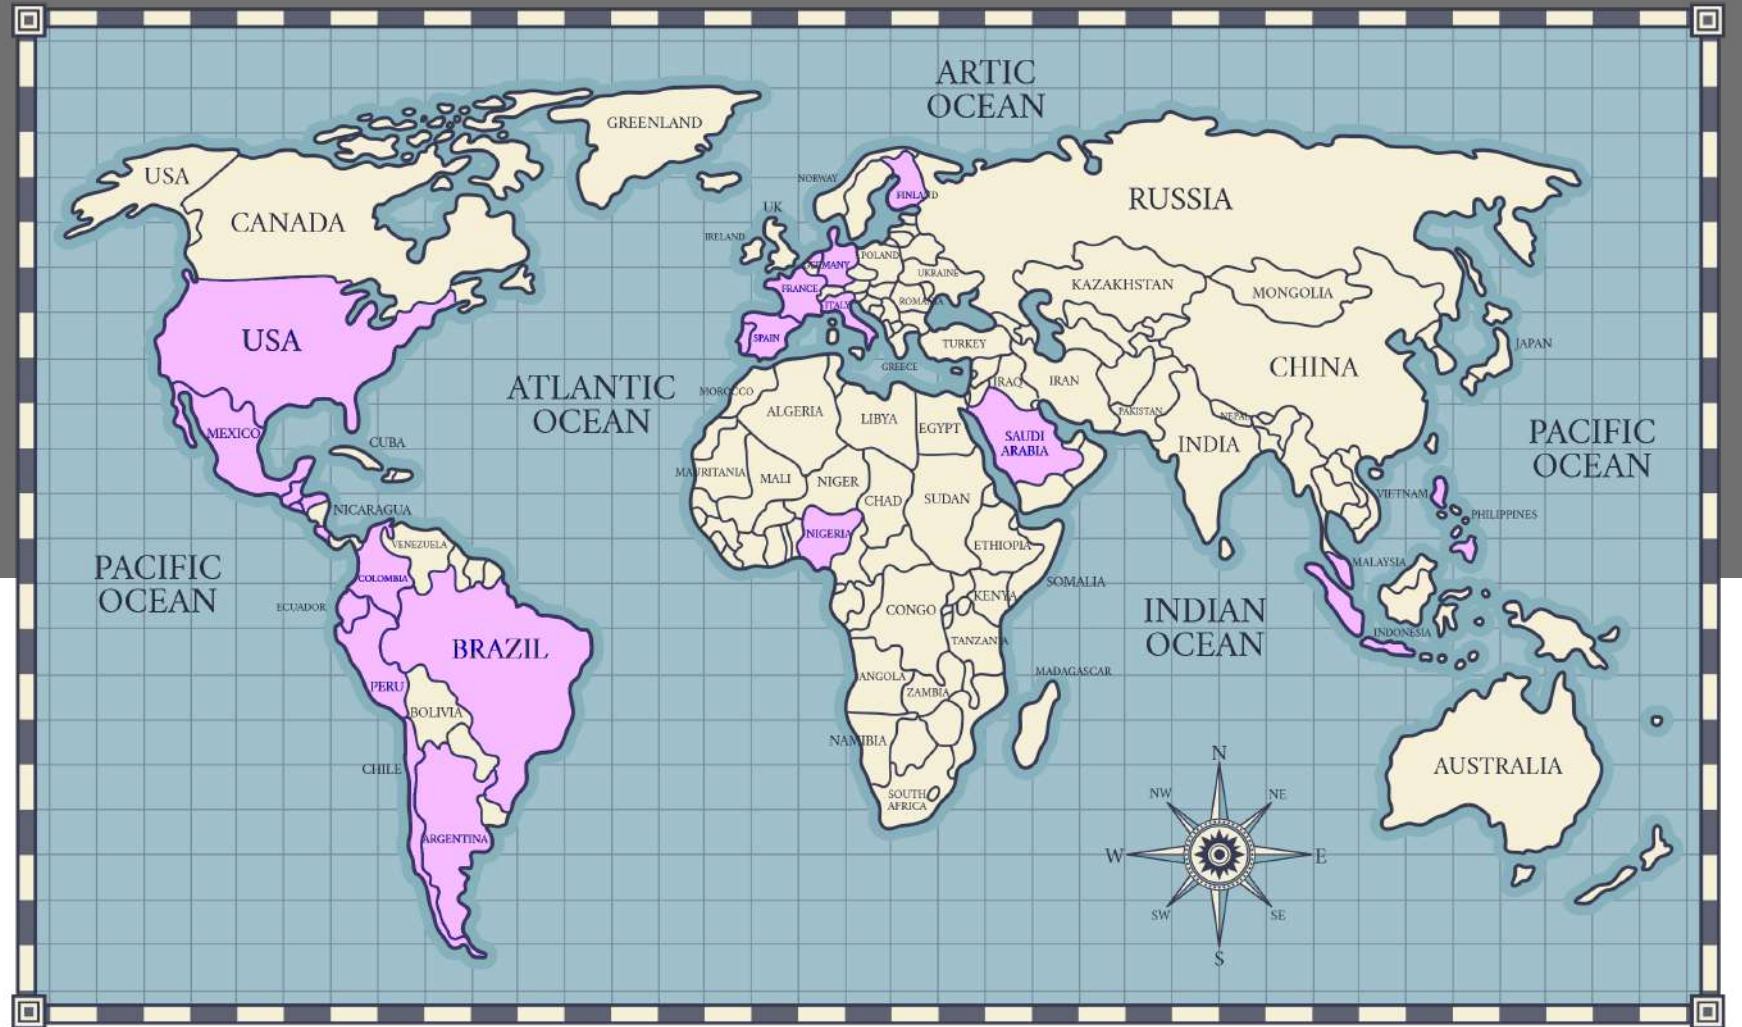 ARTIC
OCEAN
GREENLAND
USA
CANADA
NORWAY
FINLAND
RUSSIA
UK
IRELAND
GERMANY
POLAND
UKRAINE
FRANCE
ITALY
ROMANIA
KAZAKHSTAN
MONGOLIA
USA
SPAIN
TURKEY
JAPAN
GREECE
IRAQ
IRAN
CHINA
ATLANTIC
OCEAN
MOROCCO
ALGERIA
LIBYA
EGYPT
PAKISTAN
NEPAL
MEXICO
CUBA
SAUDI
ARABIA
INDIA
PACIFIC
OCEAN
MAURITANIA
MALI
NIGER
CHAD
SUDAN
VIETNAM
NICARAGUA
PHILIPPINES
NIGERIA
VENEZUELA
ETHIOPIA
PACIFIC
OCEAN
COLOMBIA
SOMALIA
MALAYSIA
KENYA
ECUADOR
CONGO
INDIAN
OCEAN
INDONESIA
TANZANIA
BRAZIL
MADAGASCAR
PERU
ANGOLA
ZAMBIA
BOLIVIA
NAMIBIA
CHILE
AUSTRALIA
SOUTH
AFRICA
ARGENTINA
N
NW
NE
W
E
SW
SE
S